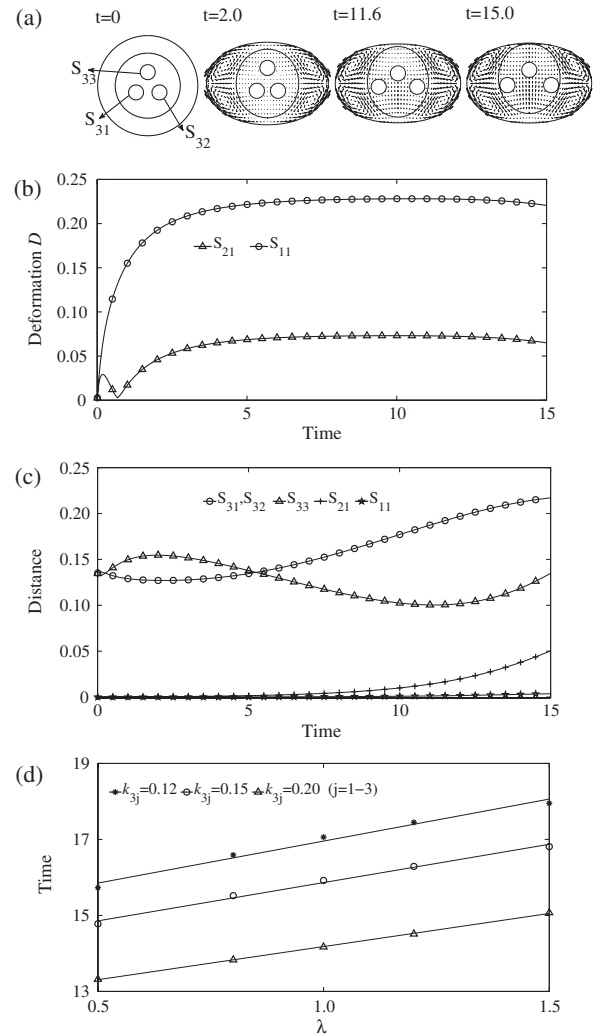 (a) t=0 t=2.0 t=11.6 t=15.0
S₃₃
S₃₁
S₃₂
(b)
0.25
0.20
0.15
0.10
0.05
0
Deformation D
S₂₁ S₁₁
0 5 10 15
Time
(c)
0.25
0.20
0.15
0.10
0.05
0
Distance
S₃₁,S₃₂ S₃₃ S₂₁ S₁₁
0 5 10 15
Time
(d)
19
17
15
13
Time
k₃ⱼ=0.12 k₃ⱼ=0.15 k₃ⱼ=0.20 (j=1−3)
0.5 1.0 1.5
λ